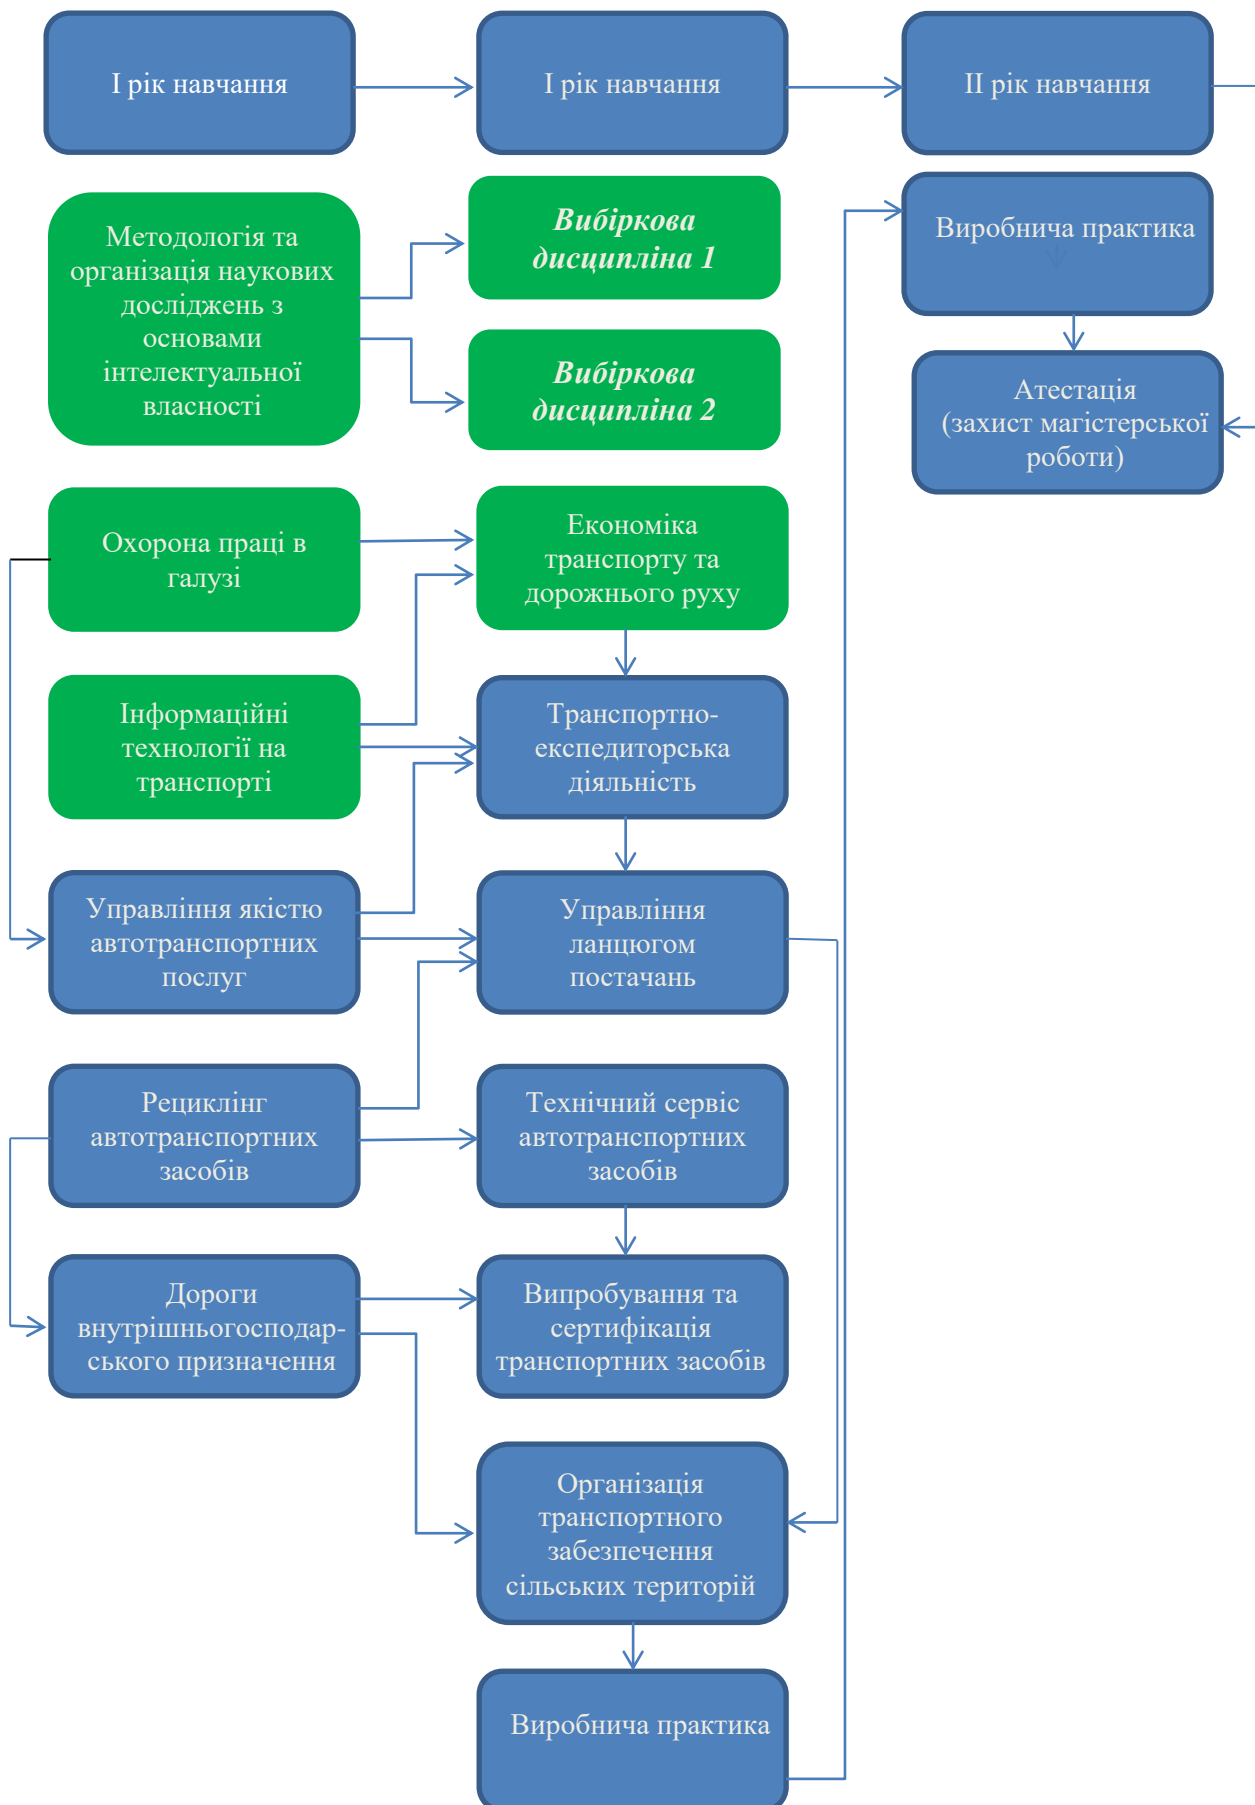 І рік навчання
І рік навчання
ІІ рік навчання
Методологія та
організація наукових
досліджень з
основами
інтелектуальної
власності
Вибіркова
дисципліна 1
Вибіркова
дисципліна 2
Виробнича практика
Атестація
(захист магістерської
роботи)
Охорона праці в
галузі
Економіка
транспорту та
дорожнього руху
Інформаційні
технології на
транспорті
Транспортно-
експедиторська
діяльність
Управління якістю
автотранспортних
послуг
Управління
ланцюгом
постачань
Рециклінг
автотранспортних
засобів
Технічний сервіс
автотранспортних
засобів
Дороги
внутрішньогосподар-
ського призначення
Випробування та
сертифікація
транспортних засобів
Організація
транспортного
забезпечення
сільських територій
Виробнича практика